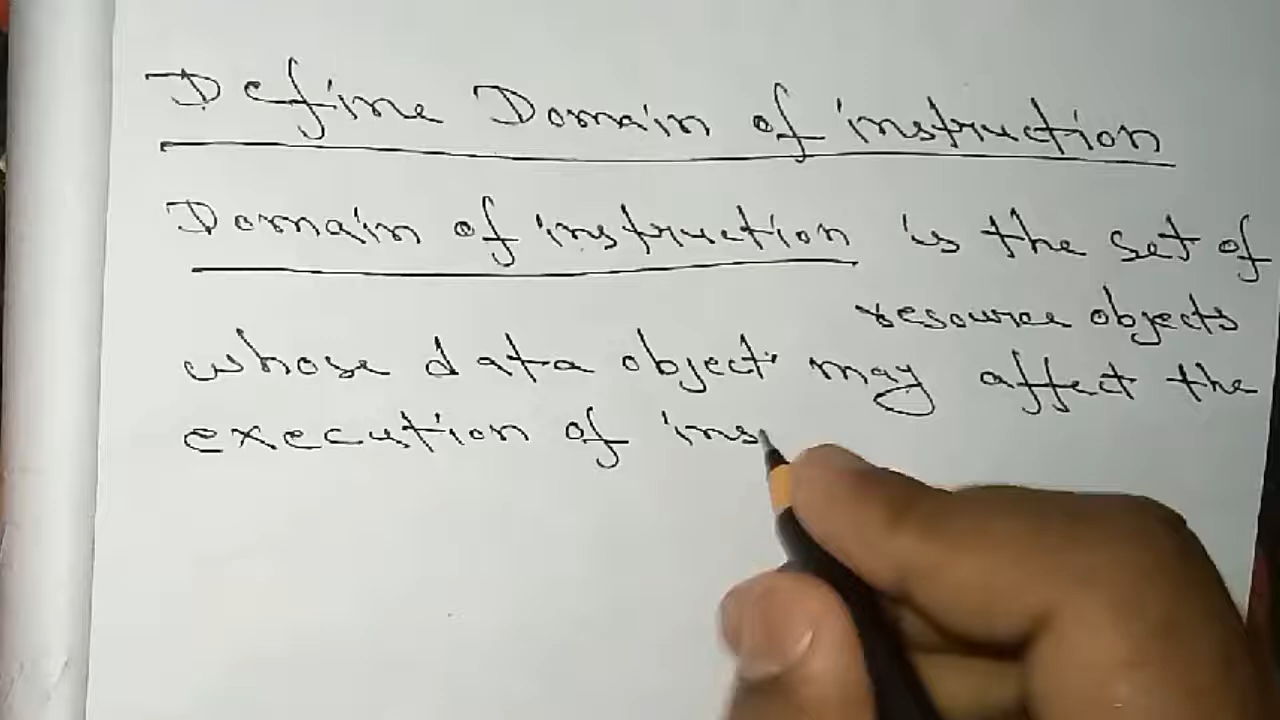 Define Domain of instruction
Domain of instruction is the set of
resource objects
whose data object may affect the
execution of ins